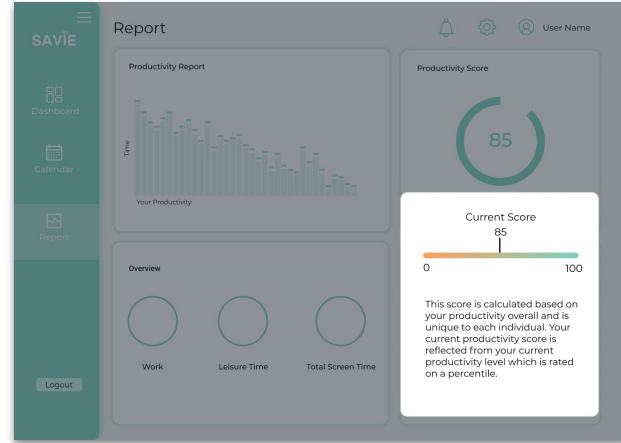 SAVIE
Dashboard
Calendar
Report
Logout
Report
User Name
Productivity Report
Time
Your Productivity
Productivity Score
85
Overview
Work
Leisure Time
Total Screen Time
Current Score
85
0
100
This score is calculated based on
your productivity overall and is
unique to each individual. Your
current productivity score is
reflected from your current
productivity level which is rated
on a percentile.